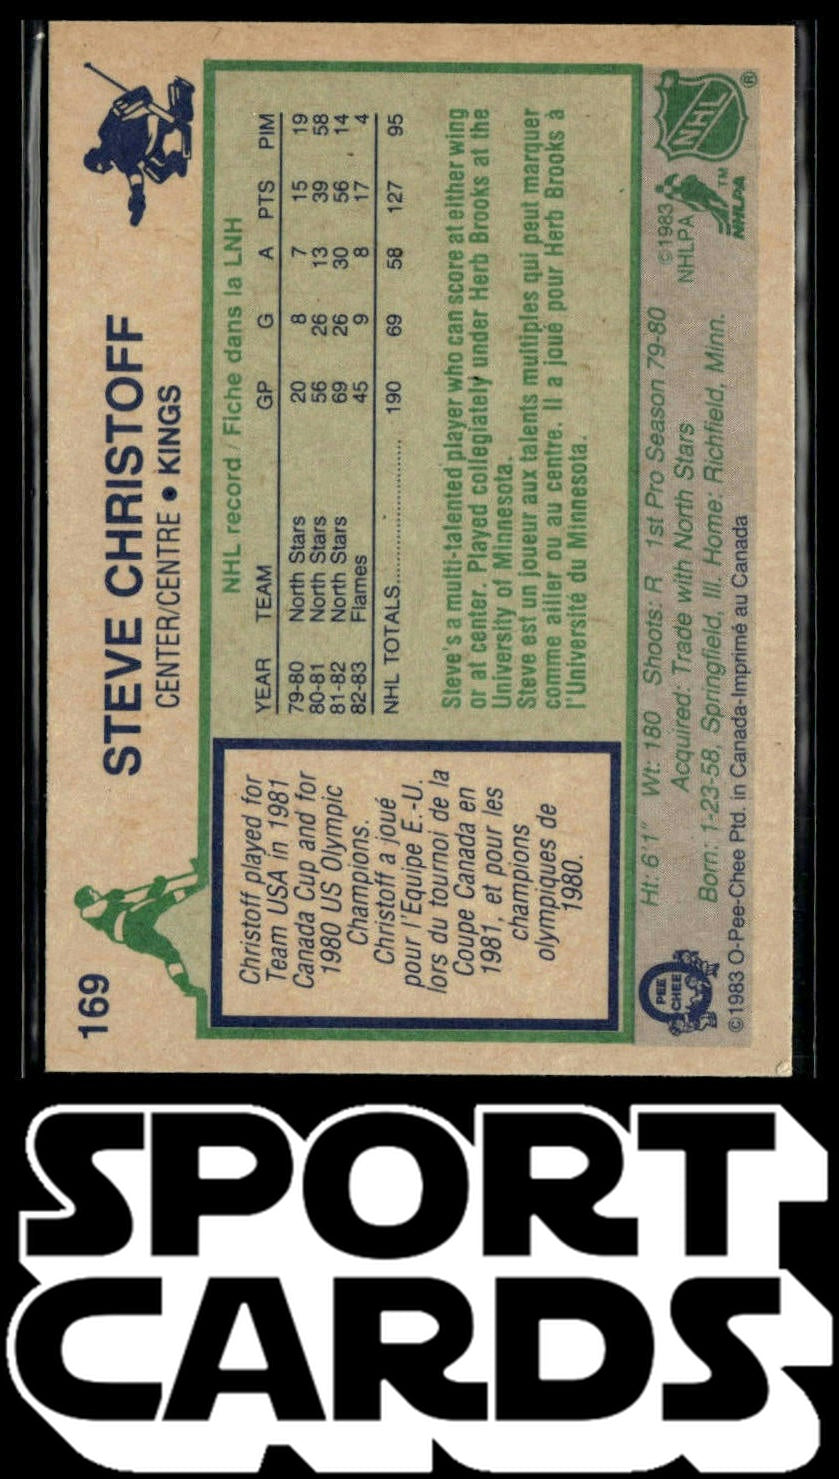 169
STEVE CHRISTOFF
CENTER/CENTRE • KINGS
Christoff played for
Team USA in 1981
Canada Cup and for
1980 US Olympic
Champions.
Christoff a joué
pour l'Equipe E.-U.
lors du tournoi de la
Coupe Canada en
1981, et pour les
champions
olympiques de
1980.
NHL record / Fiche dans la LNH
YEAR TEAM GP G A PTS PIM
79-80 North Stars 20 8 7 15 19
80-81 North Stars 56 26 13 39 58
81-82 North Stars 69 26 30 56 14
82-83 Flames 45 9 8 17 4
NHL TOTALS.................... 190 69 58 127 95
Steve's a multi-talented player who can score at either wing
or at center. Played collegiately under Herb Brooks at the
University of Minnesota.
Steve est un joueur aux talents multiples qui peut marquer
comme ailier ou au centre. Il a joué pour Herb Brooks à
l'Université du Minnesota.
O PEE CHEE
Ht: 6'1" Wt: 180 Shoots: R 1st Pro Season 79-80
Acquired: Trade with North Stars
Born: 1-23-58, Springfield, Ill. Home: Richfield, Minn.
©1983 O-Pee-Chee Ptd. in Canada-Imprimé au Canada
©1983
NHLPA
NHLPA
TM
NHL
®
SPORT
CARDS